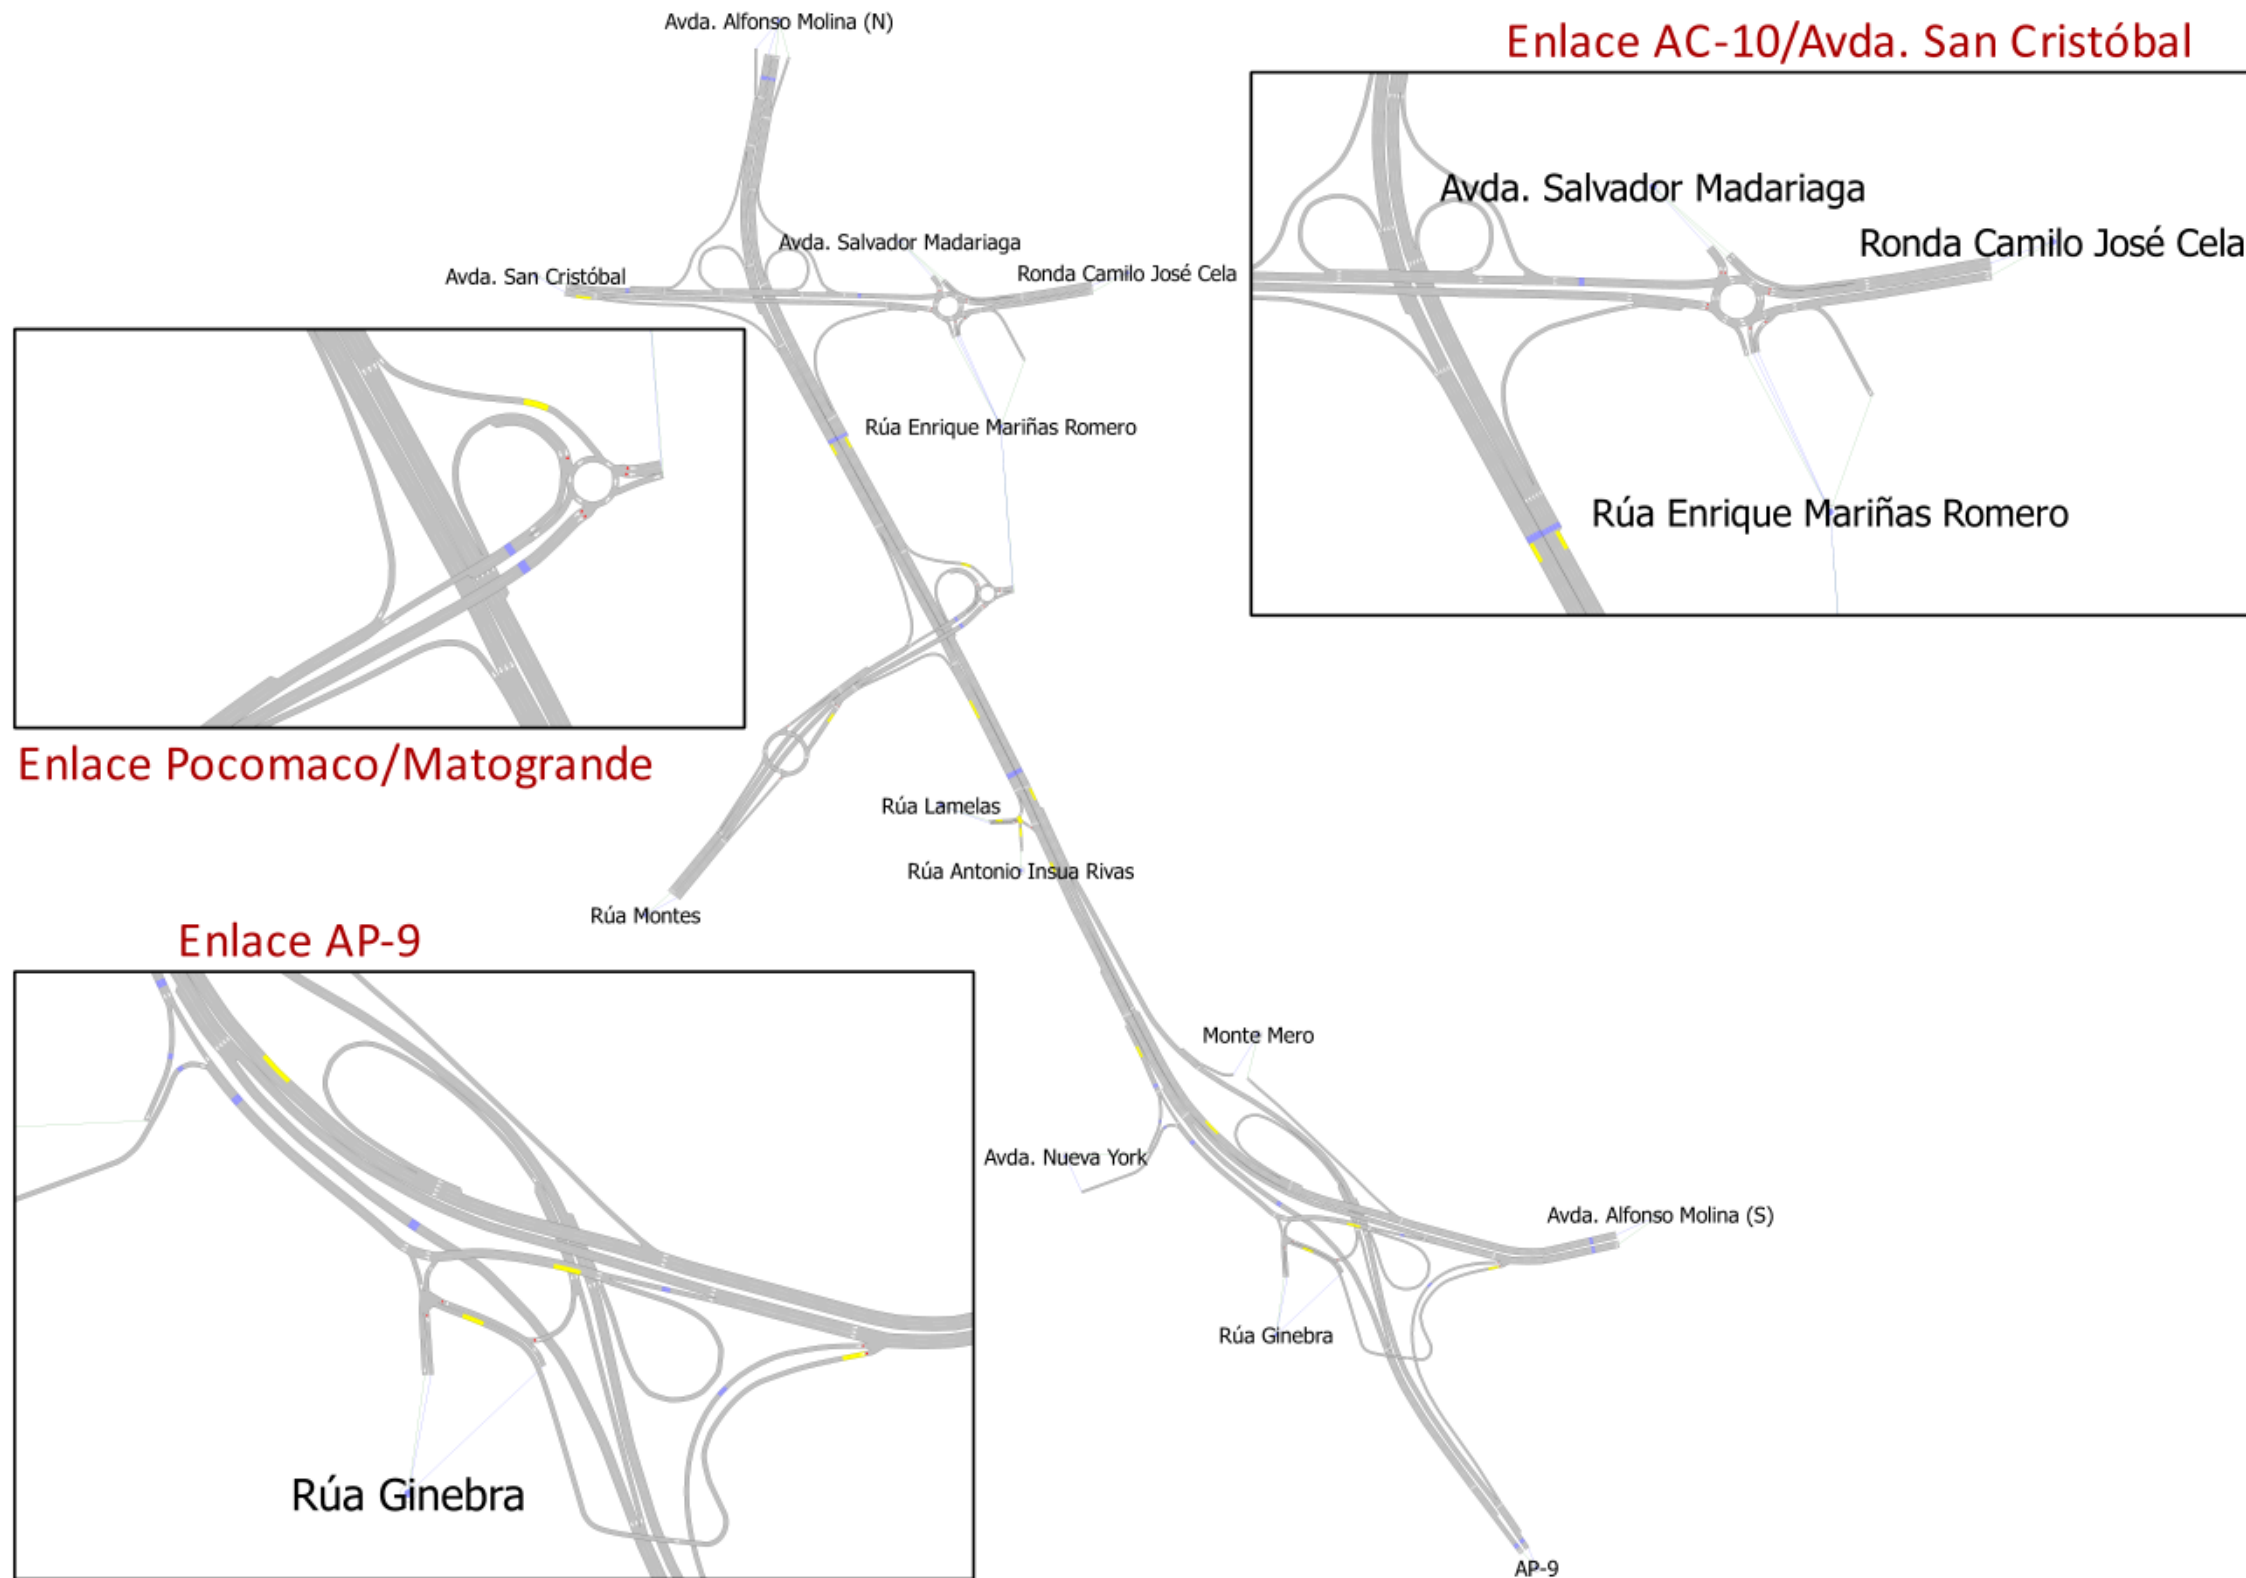 Avda. Alfonso Molina (N)
Enlace AC-10/Avda. San Cristóbal
Avda. Salvador Madariaga
Ronda Camilo José Cela
Avda. Salvador Madariaga
Avda. San Cristóbal
Ronda Camilo José Cela
Rúa Enrique Mariñas Romero
Rúa Enrique Mariñas Romero
Enlace Pocomaco/Matogrande
Rúa Lamelas
Rúa Antonio Insua Rivas
Rúa Montes
Enlace AP-9
Monte Mero
Avda. Nueva York
Avda. Alfonso Molina (S)
Rúa Ginebra
Rúa Ginebra
AP-9